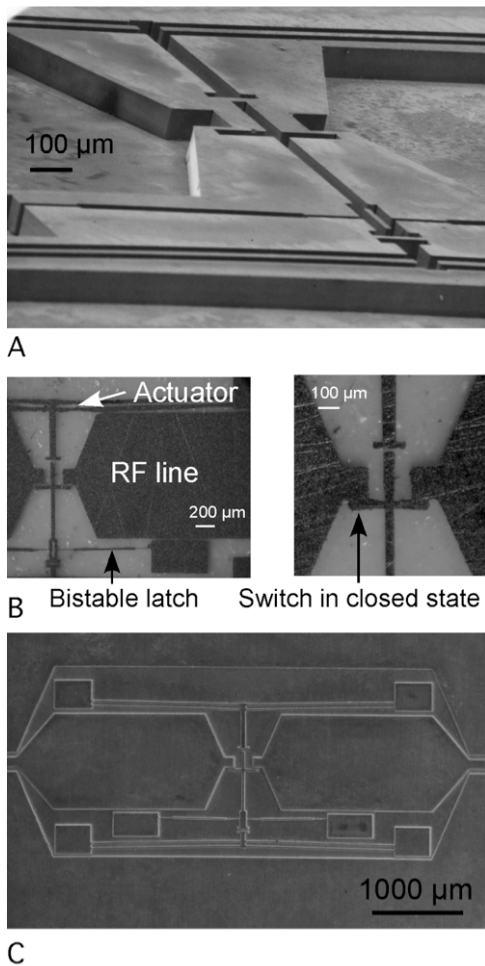 100 μm
A
Actuator
100 μm
RF line
200 μm
Bistable latch
Switch in closed state
B
1000 μm
C